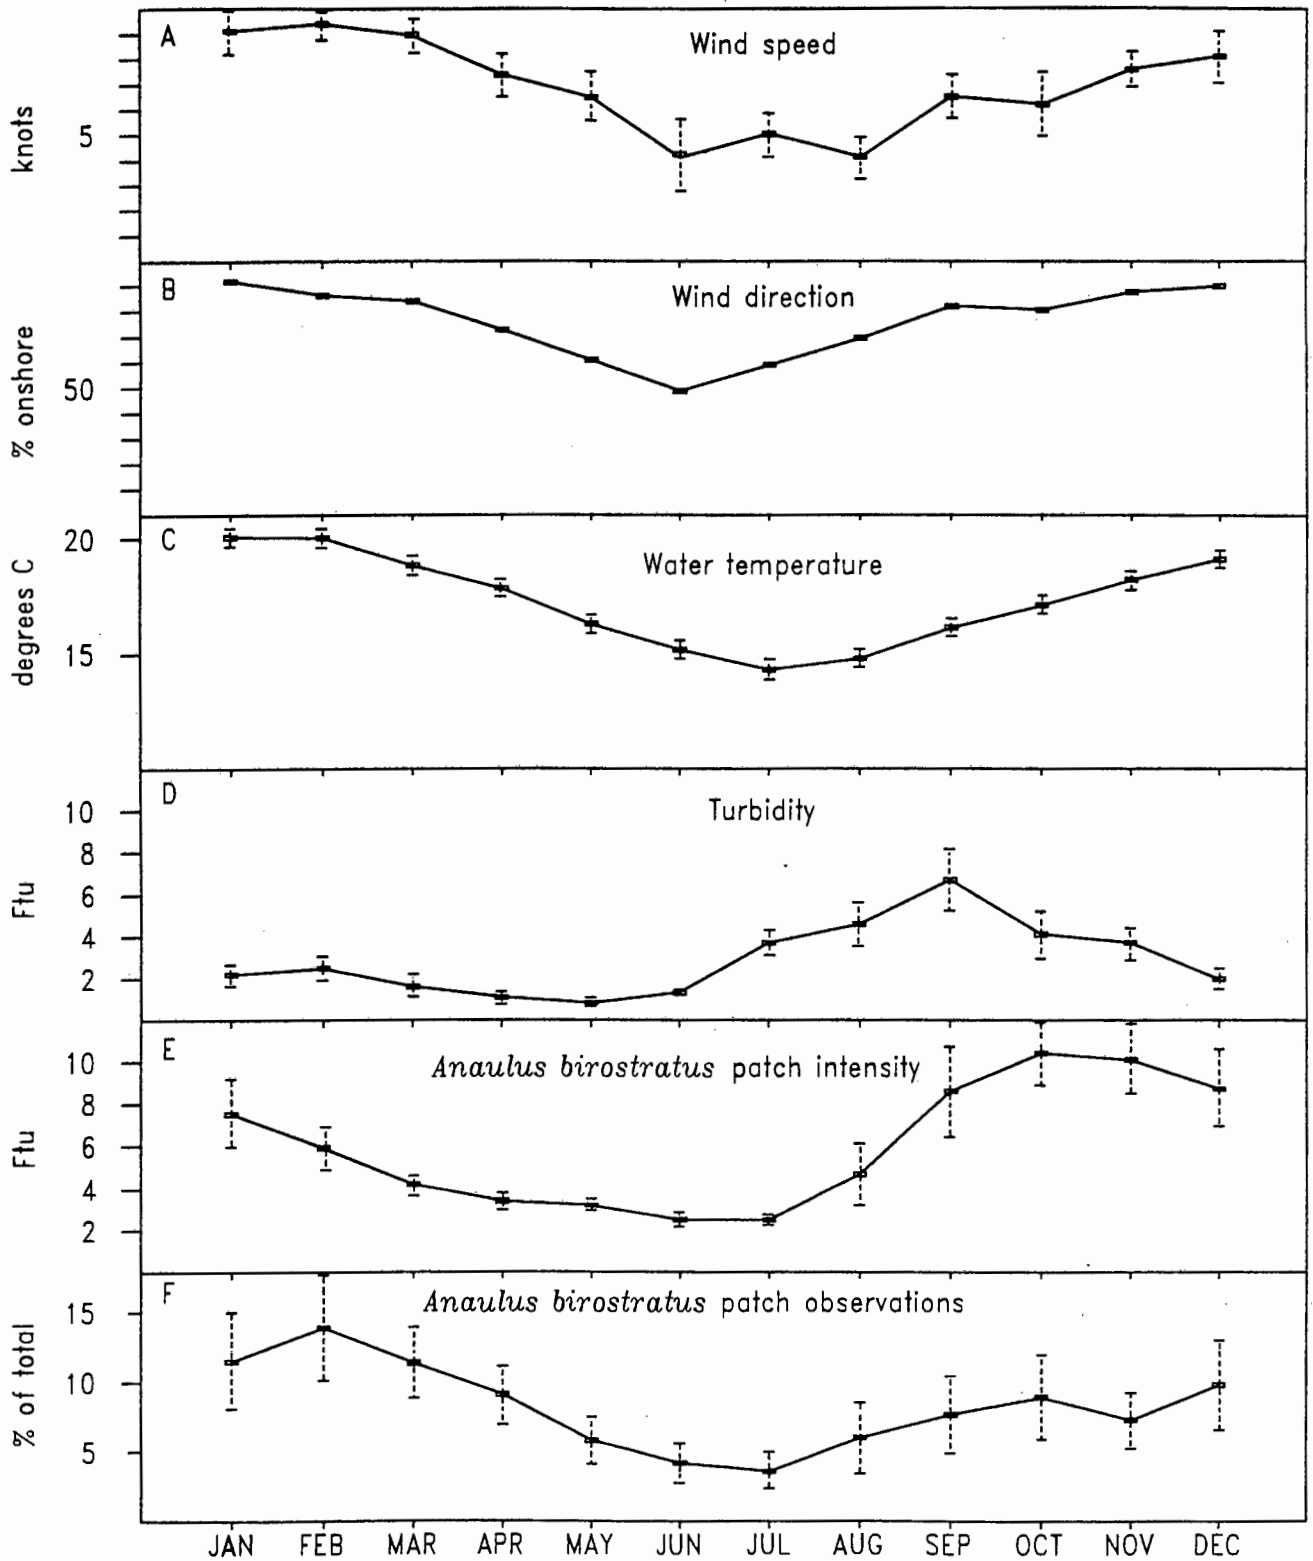 A
Wind speed
knots
5
B
Wind direction
% onshore
50
C
Water temperature
degrees C
20
15
D
Turbidity
Ftu
10
8
6
4
2
E
Anaulus birostratus patch intensity
Ftu
10
8
6
4
2
F
Anaulus birostratus patch observations
% of total
15
10
5
JAN FEB MAR APR MAY JUN JUL AUG SEP OCT NOV DEC